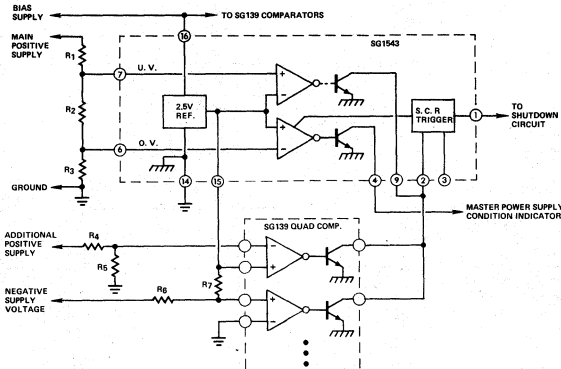 BIAS SUPPLY
TO SG139 COMPARATORS
MAIN POSITIVE SUPPLY
16
SG1543
R1
7
U. V.
+
−
2.5V REF.
S. C. R TRIGGER
1
TO SHUTDOWN CIRCUIT
R2
+
−
6
O. V.
R3
GROUND
14
15
4
9
2
3
MASTER POWER SUPPLY CONDITION INDICATOR
SG139 QUAD COMP.
ADDITIONAL POSITIVE SUPPLY
R4
R5
−
+
R7
NEGATIVE SUPPLY VOLTAGE
R6
+
−